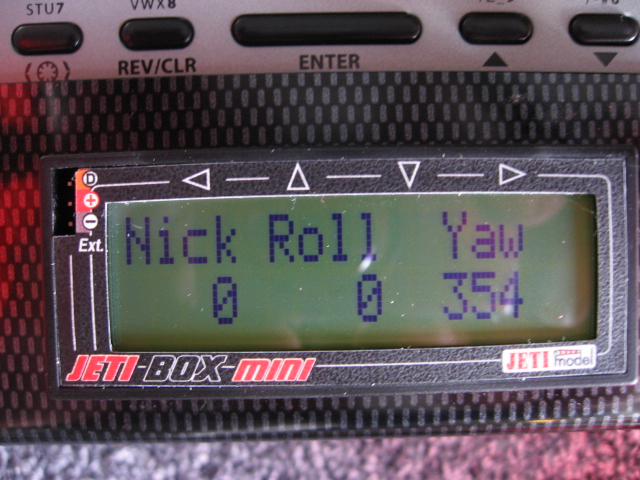 STU7 VWX8
REV/CLR ENTER
D
Ext.
Nick Roll Yaw
0 0 354
JETI-BOX-MINI JETI model